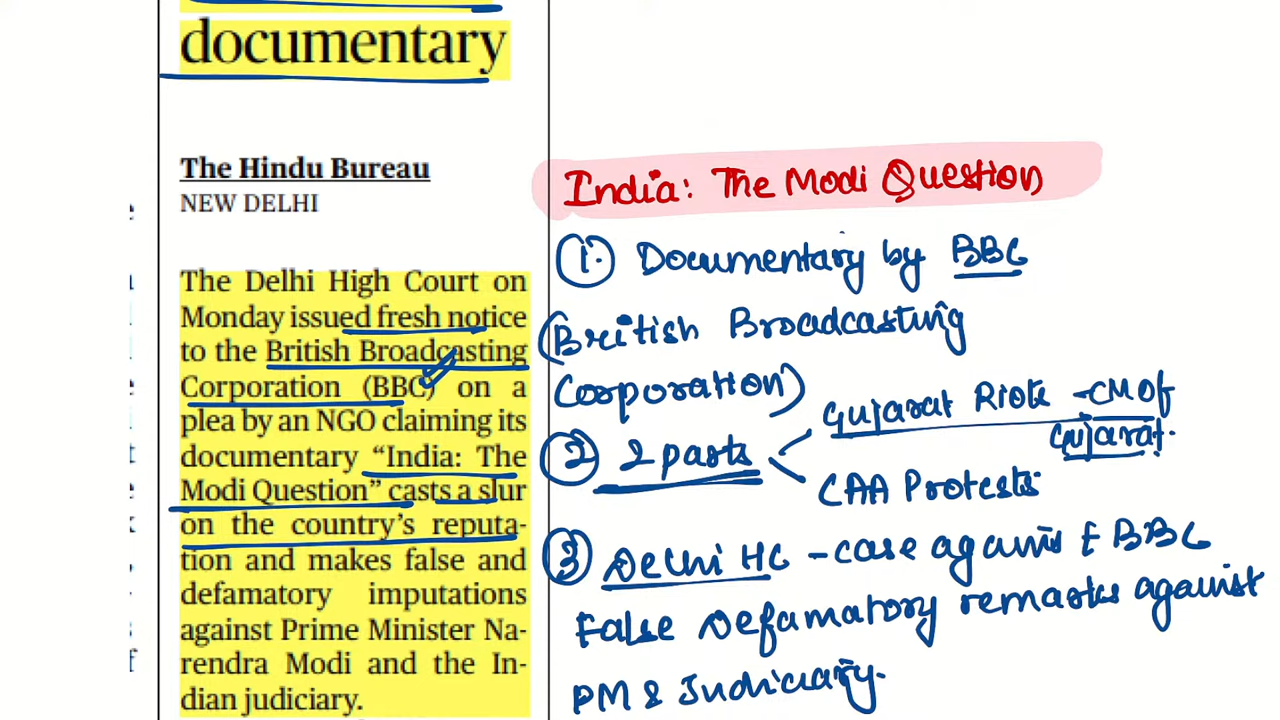 documentary
The Hindu Bureau
NEW DELHI
The Delhi High Court on
Monday issued fresh notice
to the British Broadcasting
Corporation (BBC) on a
plea by an NGO claiming its
documentary “India: The
Modi Question” casts a slur
on the country’s reputa-
tion and makes false and
defamatory imputations
against Prime Minister Na-
rendra Modi and the In-
dian judiciary.
India: The Modi Question
1. Documentary by BBC
(British Broadcasting
Corporation)
2 2 parts
Gujarat Riots - CM of
Gujarat.
CAA Protests
3 Delhi HC - case against BBC
False Defamatory remarks against
PM & Judiciary.